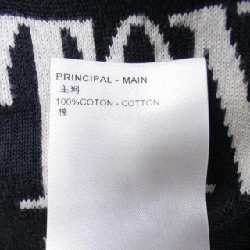 PRINCIPAL - MAIN
主料
100%COTON - COTTON
棉